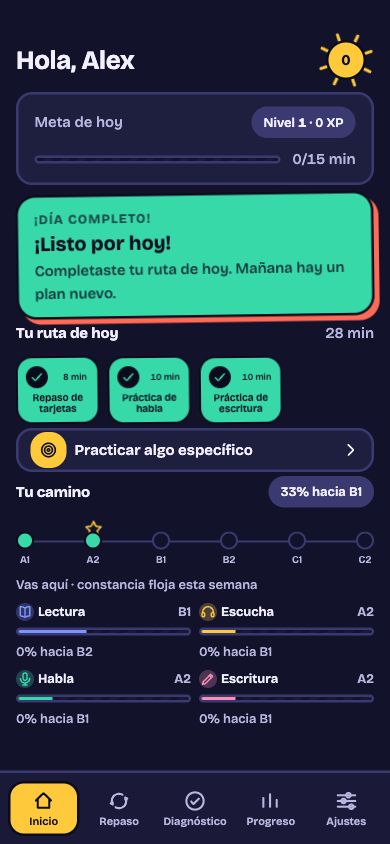 Hola, Alex
0
Meta de hoy
Nivel 1 · 0 XP
0/15 min
¡DÍA COMPLETO!
¡Listo por hoy!
Completaste tu ruta de hoy. Mañana hay un
plan nuevo.
Tu ruta de hoy
28 min
8 min
Repaso de
tarjetas
10 min
Práctica de
habla
10 min
Práctica de
escritura
Practicar algo específico
Tu camino
33% hacia B1
A1
A2
B1
B2
C1
C2
Vas aquí · constancia floja esta semana
Lectura
B1
0% hacia B2
Escucha
A2
0% hacia B1
Habla
A2
0% hacia B1
Escritura
A2
0% hacia B1
Inicio
Repaso
Diagnóstico
Progreso
Ajustes